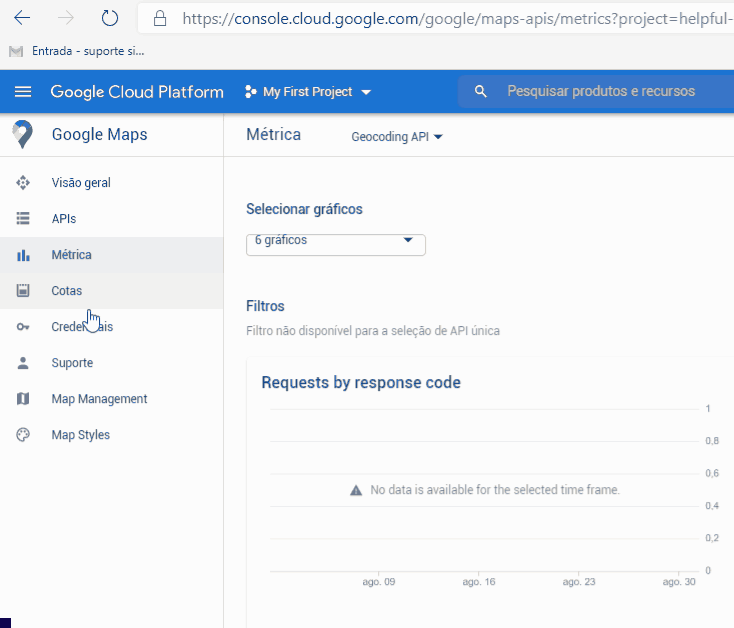 https://console.cloud.google.com/google/maps-apis/metrics?project=helpful-
Entrada - suporte si...
Google Cloud Platform
My First Project
Pesquisar produtos e recursos
Google Maps
Métrica
Geocoding API
Visão geral
APIs
Métrica
Cotas
Suporte
Map Management
Map Styles
Selecionar gráficos
6 gráficos
Filtros
Filtro não disponível para a seleção de API única
Requests by response code
1
0,8
0,6
No data is available for the selected time frame.
0,4
0,2
0
ago. 09
ago. 16
ago. 23
ago. 30